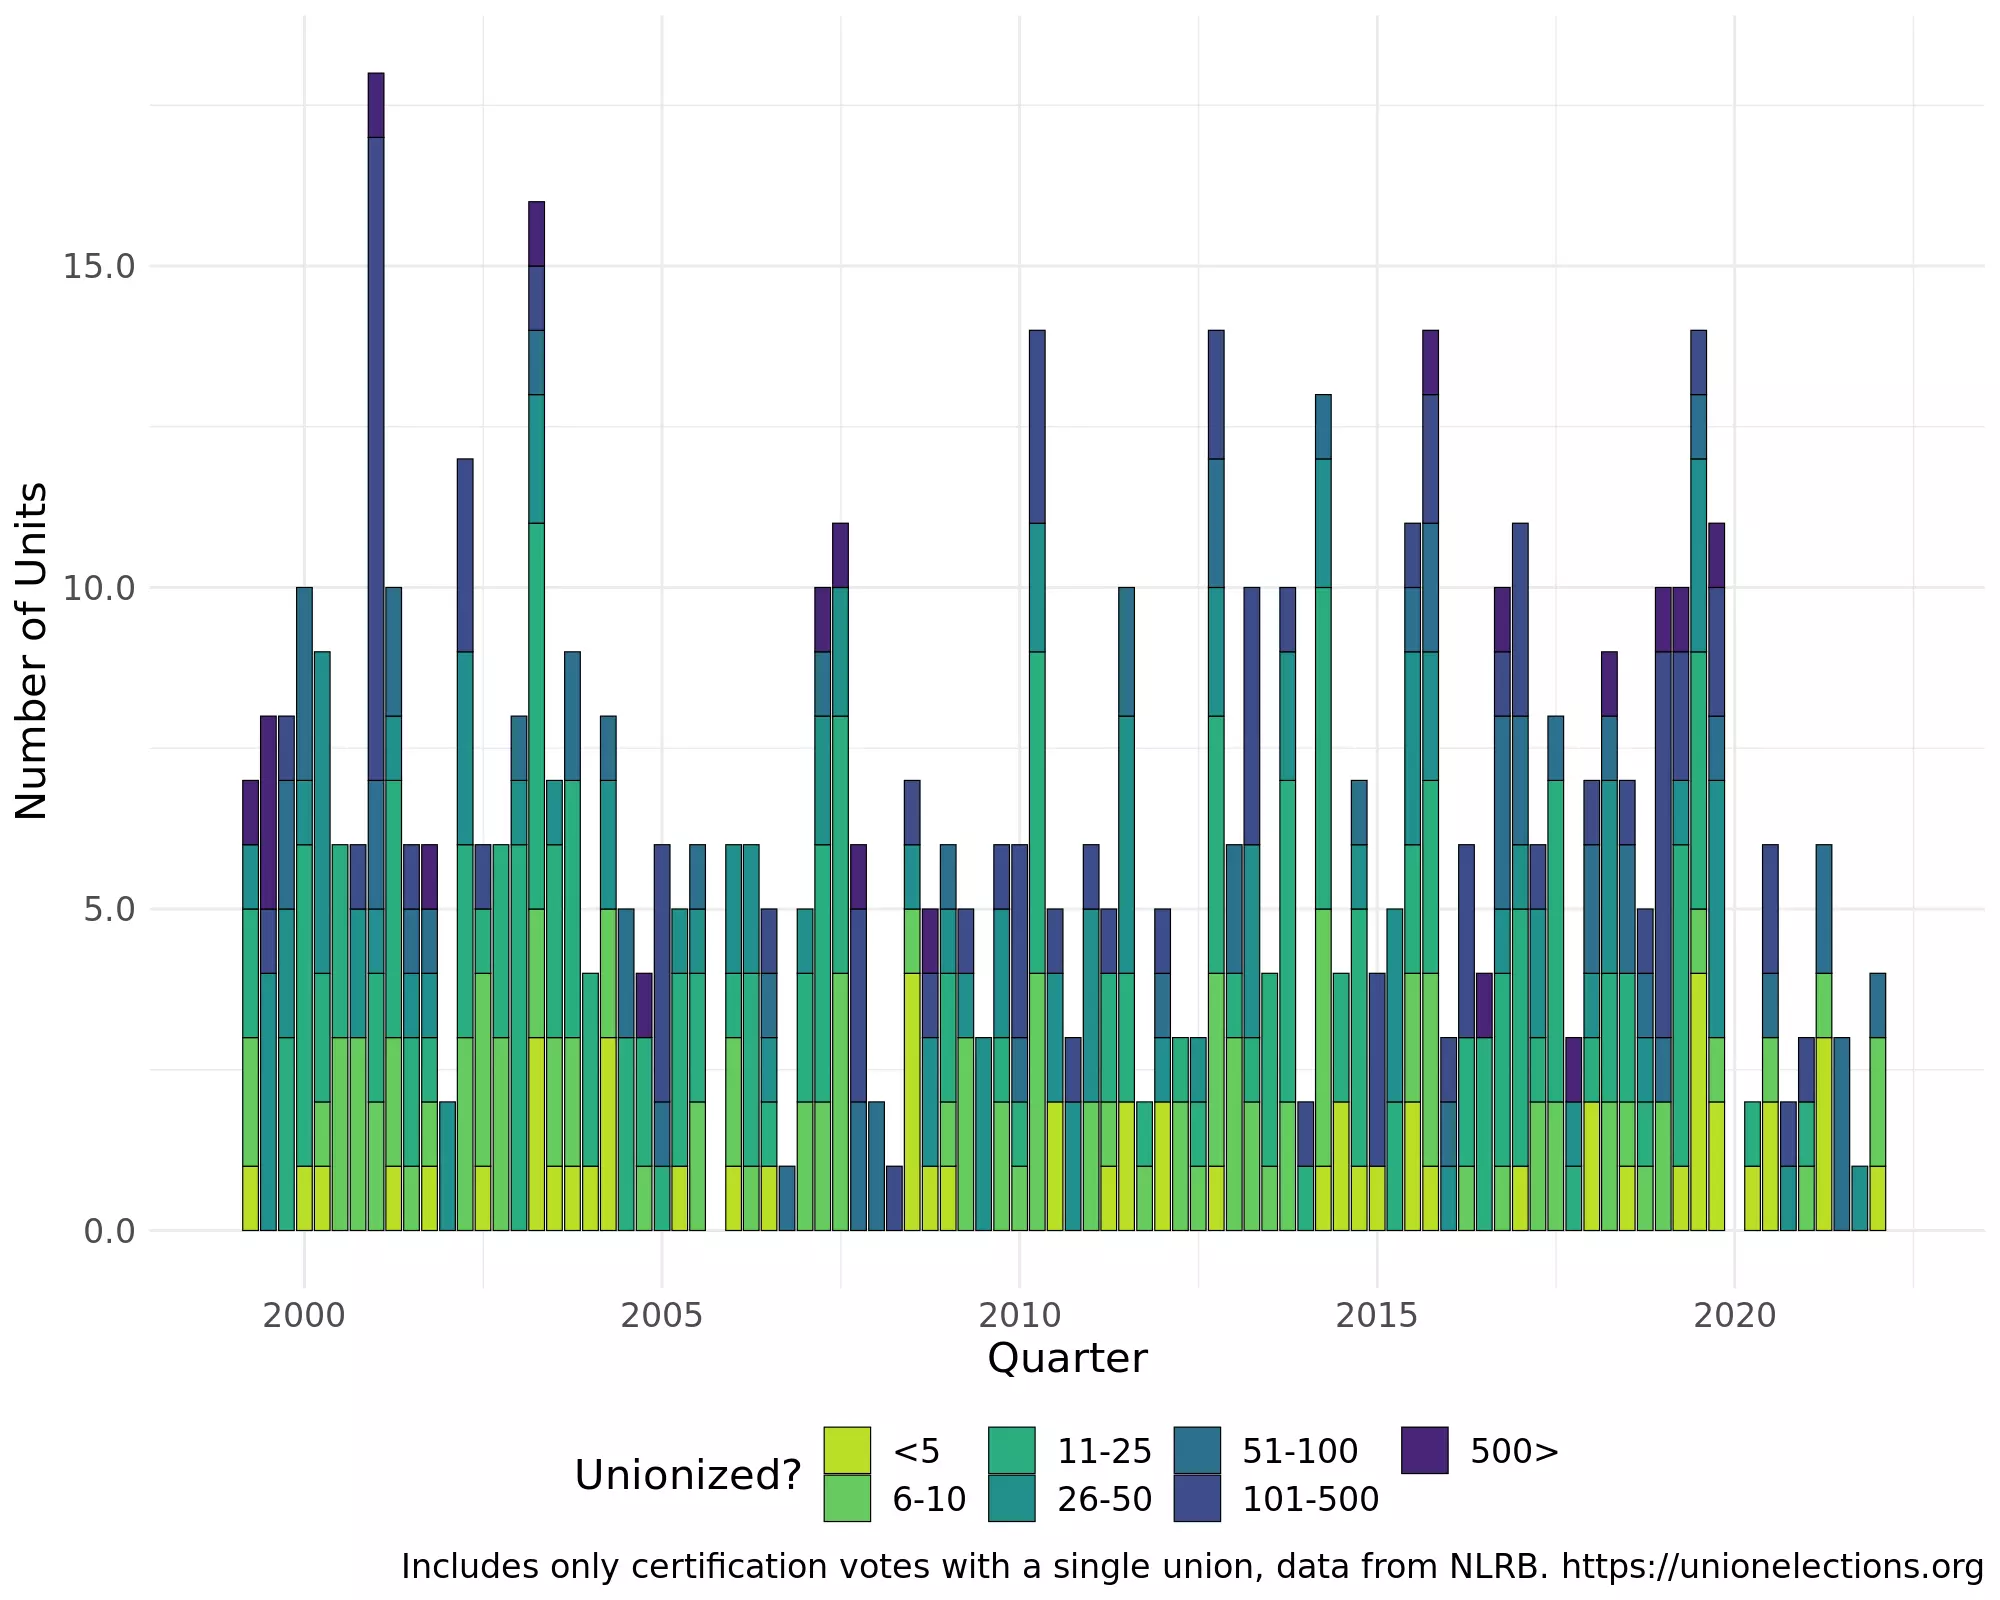 15.0
10.0
5.0
0.0
Number of Units
2000 2005 2010 2015 2020
Quarter
Unionized?
<5 11-25 51-100 500>
6-10 26-50 101-500
Includes only certification votes with a single union, data from NLRB. https://unionelections.org